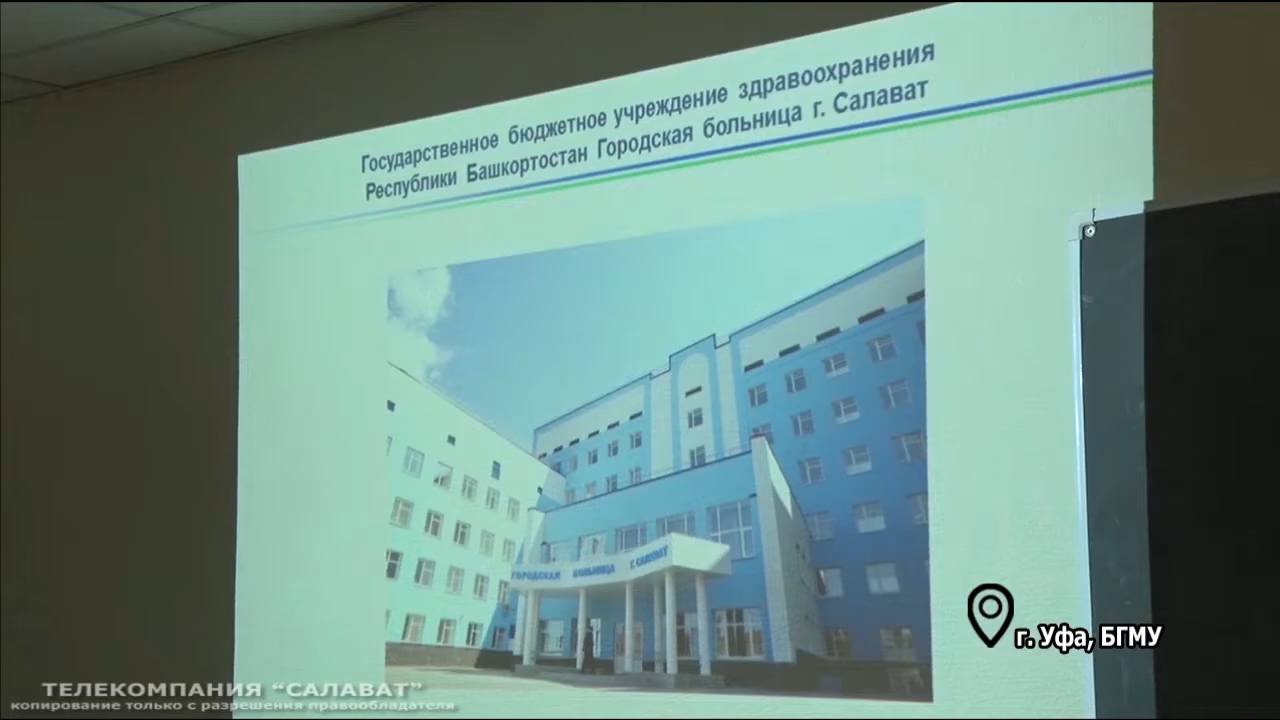 Государственное бюджетное учреждение здравоохранения
Республики Башкортостан Городская больница г. Салават
ГОРОДСКАЯ БОЛЬНИЦА Г. САЛАВАТ
г. Уфа, БГМУ
ТЕЛЕКОМПАНИЯ “САЛАВАТ”
копирование только с разрешения правообладателя